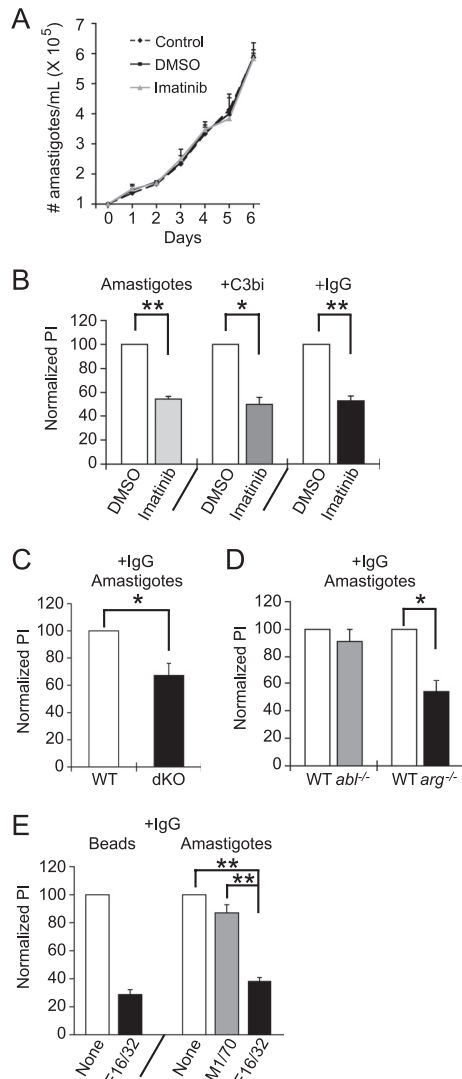 A
# amastigotes/mL (X 10⁵)
7
6
5
4
3
2
1
Control
DMSO
Imatinib
0 1 2 3 4 5 6
Days
B
Amastigotes +C3bi +IgG
** * **
Normalized PI
120
100
80
60
40
20
0
DMSO Imatinib DMSO Imatinib DMSO Imatinib
C
+IgG
Amastigotes
*
Normalized PI
120
100
80
60
40
20
0
WT dKO
D
+IgG
Amastigotes
*
Normalized PI
120
100
80
60
40
20
0
WT abl-/- WT arg-/-
E
+IgG
Beads Amastigotes
**
**
Normalized PI
120
100
80
60
40
20
0
None F16/32 None M1/70 F16/32